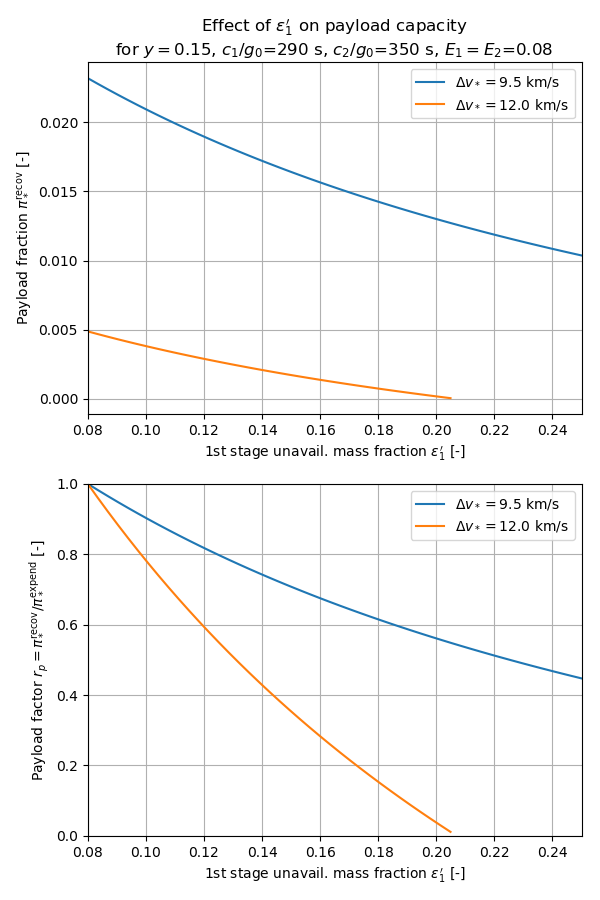 Effect of ε₁′ on payload capacity
for y = 0.15, c₁/g₀=290 s, c₂/g₀=350 s, E₁ = E₂=0.08
Δv* = 9.5 km/s
Δv* = 12.0 km/s
Payload fraction π*ʳᵉᶜᵒᵛ [-]
0.020
0.015
0.010
0.005
0.000
0.08 0.10 0.12 0.14 0.16 0.18 0.20 0.22 0.24
1st stage unavail. mass fraction ε₁′ [-]
Δv* = 9.5 km/s
Δv* = 12.0 km/s
Payload factor rₚ = π*ʳᵉᶜᵒᵛ/π*ᵉˣᵖᵉⁿᵈ [-]
1.0
0.8
0.6
0.4
0.2
0.0
0.08 0.10 0.12 0.14 0.16 0.18 0.20 0.22 0.24
1st stage unavail. mass fraction ε₁′ [-]